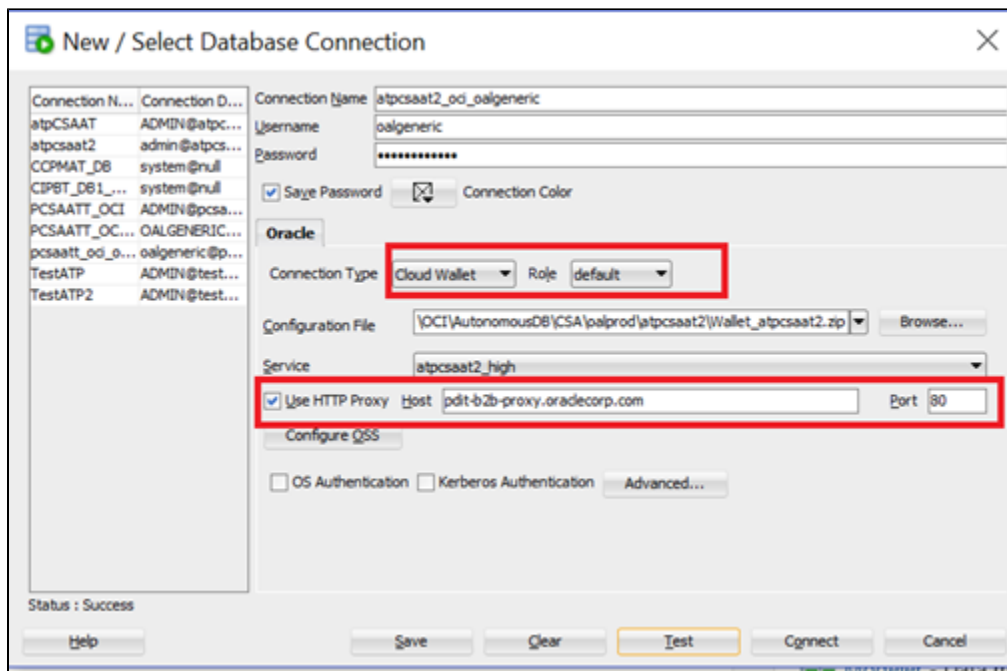 New / Select Database Connection
Connection N... Connection D...
atpCSAAT ADMIN@atpc...
atpcsaat2 admin@atpcs...
CCPMAT_DB system@null
CIPBT_DB1_... system@null
PCSAATT_OCI ADMIN@pcsa...
PCSAATT_OC... OALGENERIC...
pcsaatt_oci_o... oalgeneric@p...
TestATP ADMIN@test...
TestATP2 ADMIN@test...
Connection Name atpcsaat2_oci_oalgeneric
Username oalgeneric
Password ••••••••••••
Save Password Connection Color
Oracle
Connection Type Cloud Wallet Role default
Configuration File \OCI\AutonomousDB\CSA\palprod\atpcsaat2\Wallet_atpcsaat2.zip Browse...
Service atpcsaat2_high
Use HTTP Proxy Host pdit-b2b-proxy.oraclecorp.com Port 80
Configure OSS
OS Authentication Kerberos Authentication Advanced...
Status : Success
Help Save Clear Test Connect Cancel